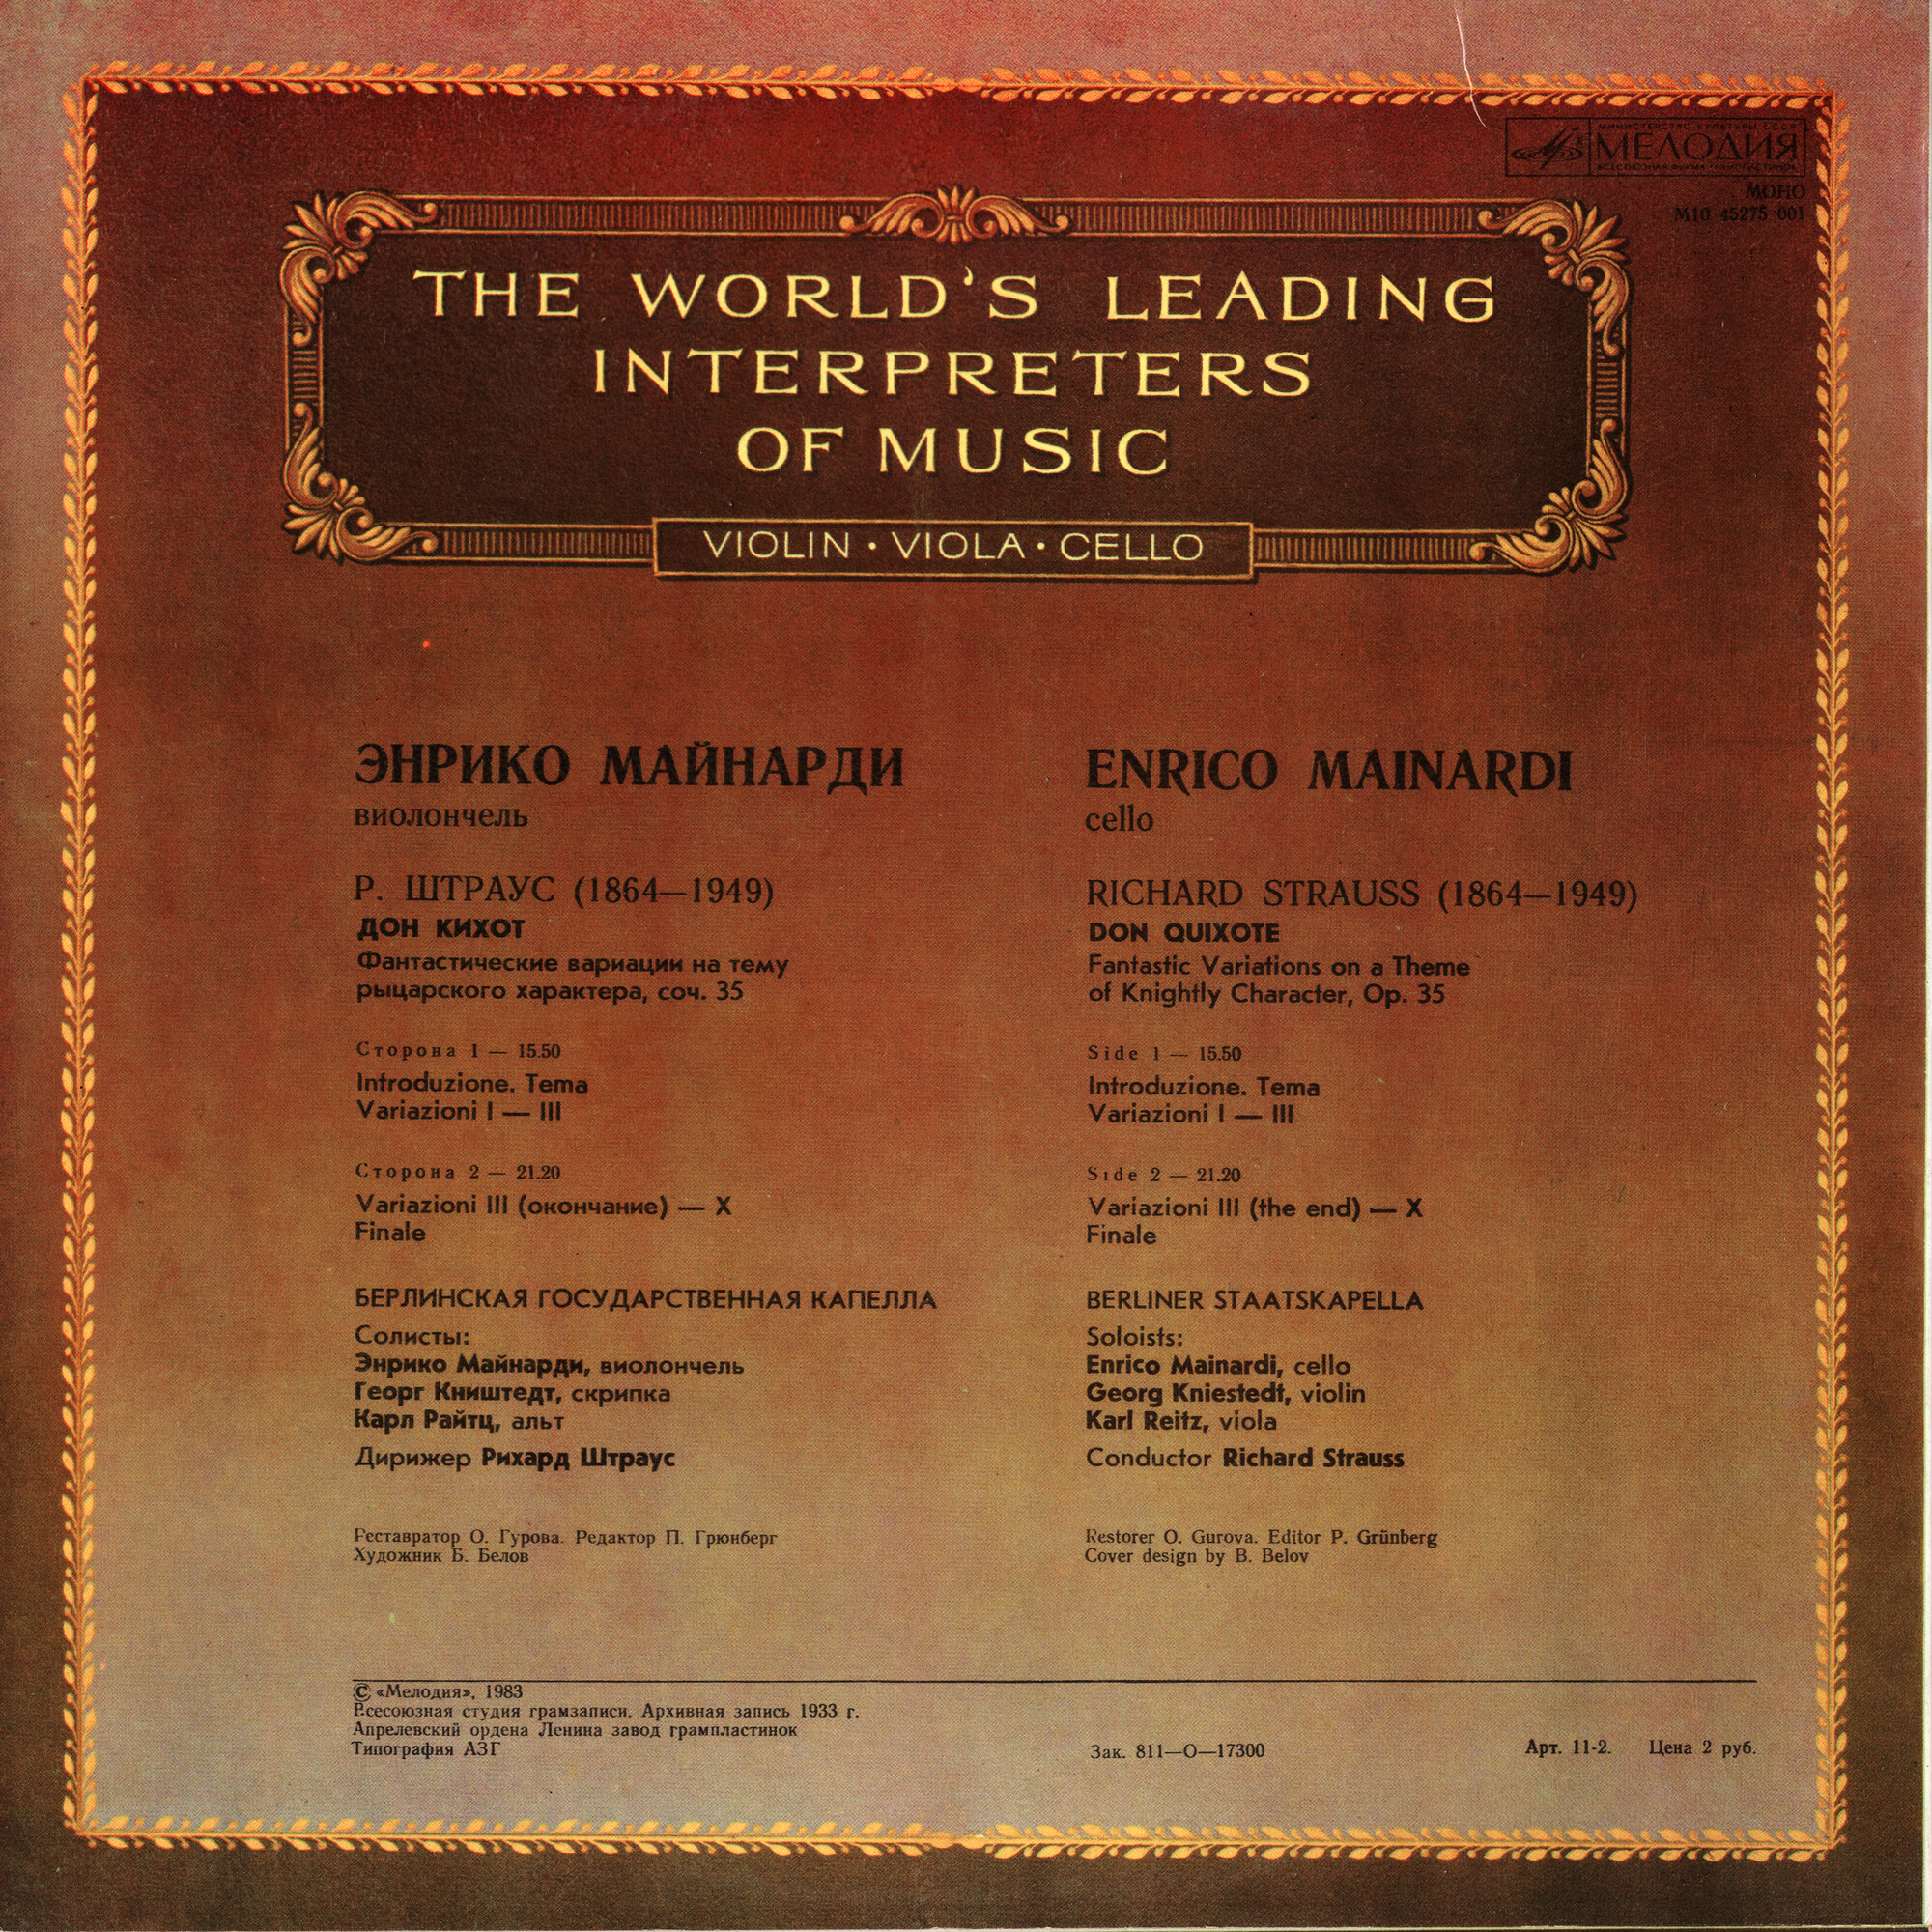 МИНИСТЕРСТВО КУЛЬТУРЫ СССР
МЕЛОДИЯ
ВСЕСОЮЗНАЯ ФИРМА ГРАМПЛАСТИНОК
МОНО
М10 45275 001
THE WORLD'S LEADING
INTERPRETERS
OF MUSIC
VIOLIN · VIOLA · CELLO
ЭНРИКО МАЙНАРДИ
виолончель
Р. ШТРАУС (1864—1949)
ДОН КИХОТ
Фантастические вариации на тему
рыцарского характера, соч. 35
Сторона 1 — 15.50
Introduzione. Tema
Variazioni I — III
Сторона 2 — 21.20
Variazioni III (окончание) — X
Finale
БЕРЛИНСКАЯ ГОСУДАРСТВЕННАЯ КАПЕЛЛА
Солисты:
Энрико Майнарди, виолончель
Георг Кништедт, скрипка
Карл Райтц, альт
Дирижер Рихард Штраус
Реставратор О. Гурова. Редактор П. Грюнберг
Художник Б. Белов
ENRICO MAINARDI
cello
RICHARD STRAUSS (1864—1949)
DON QUIXOTE
Fantastic Variations on a Theme
of Knightly Character, Op. 35
Side 1 — 15.50
Introduzione. Tema
Variazioni I — III
Side 2 — 21.20
Variazioni III (the end) — X
Finale
BERLINER STAATSKAPELLA
Soloists:
Enrico Mainardi, cello
Georg Kniestedt, violin
Karl Reitz, viola
Conductor Richard Strauss
Restorer O. Gurova. Editor P. Grünberg
Cover design by B. Belov
© «Мелодия», 1983
Всесоюзная студия грамзаписи. Архивная запись 1933 г.
Апрелевский ордена Ленина завод грампластинок
Типография АЗГ
Зак. 811—О—17300
Арт. 11-2. Цена 2 руб.